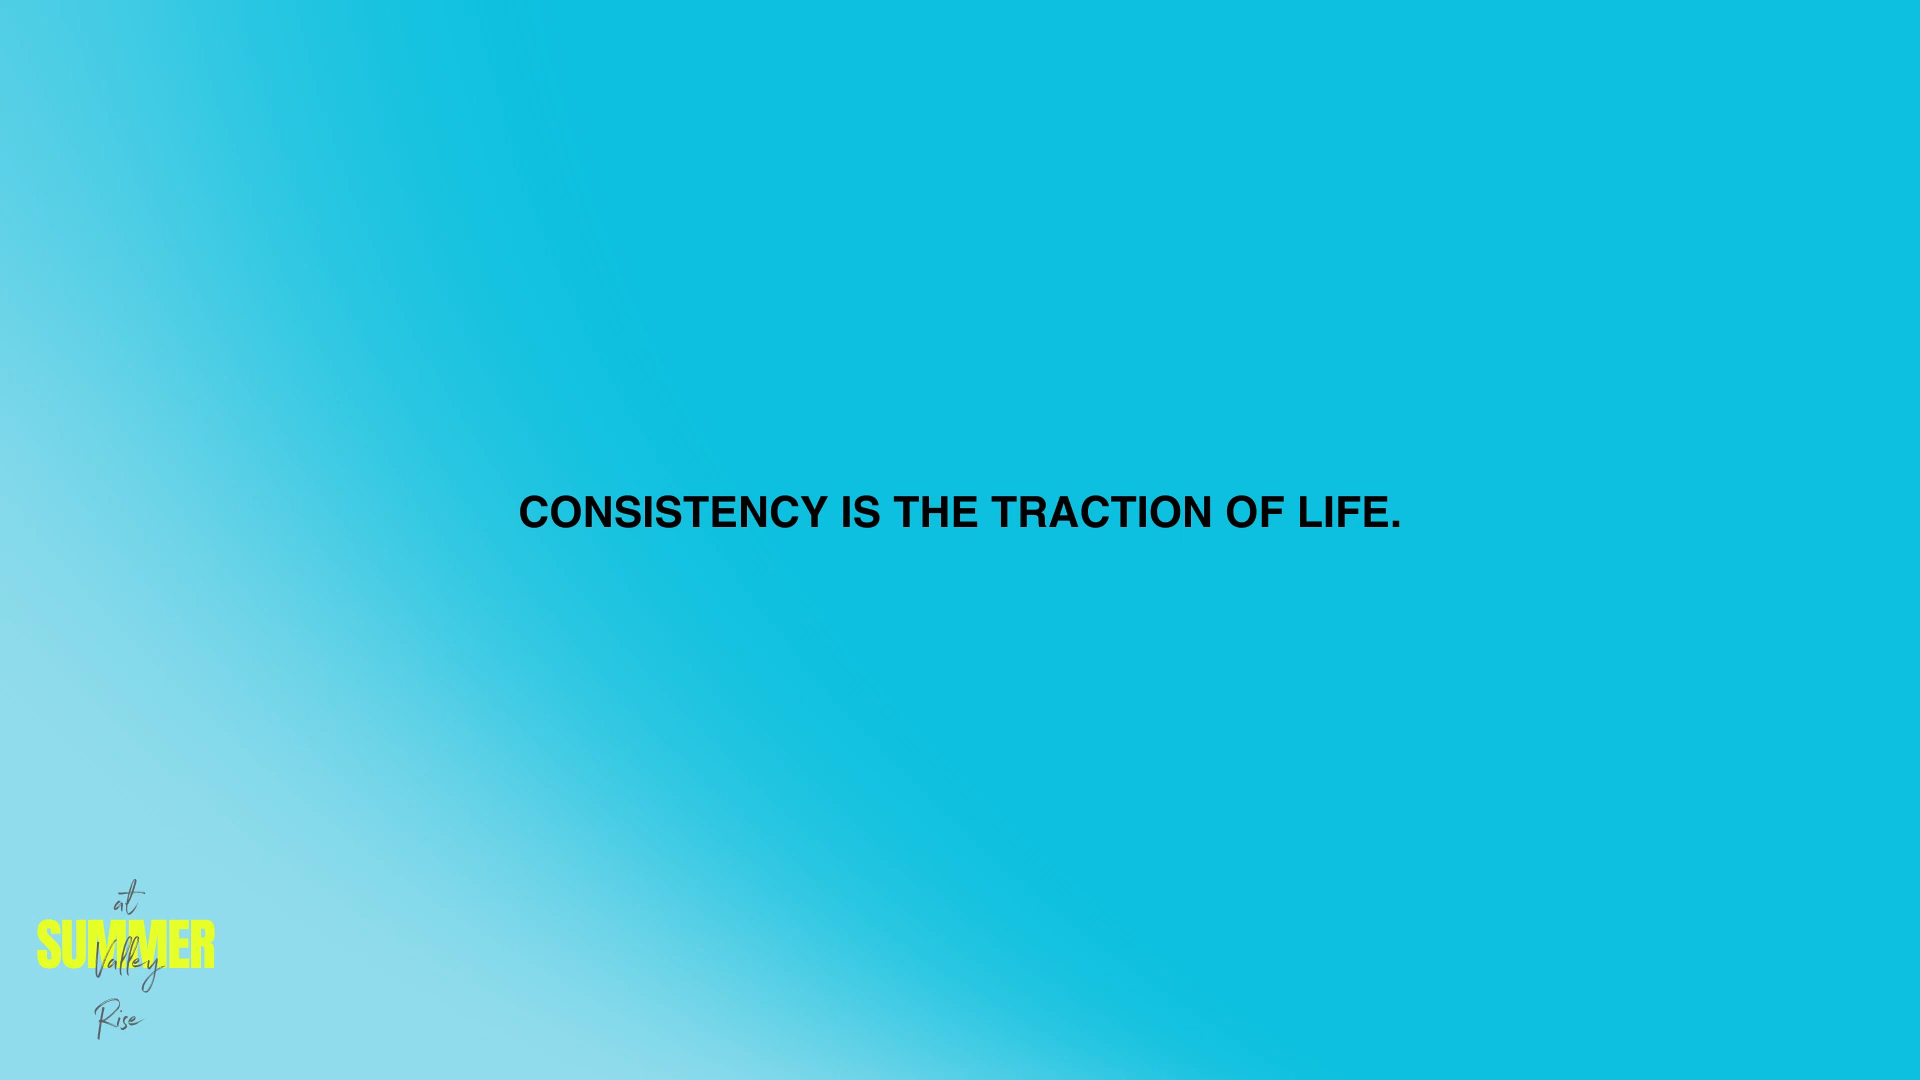 CONSISTENCY IS THE TRACTION OF LIFE.
at
SUMMER
Valley
Rise